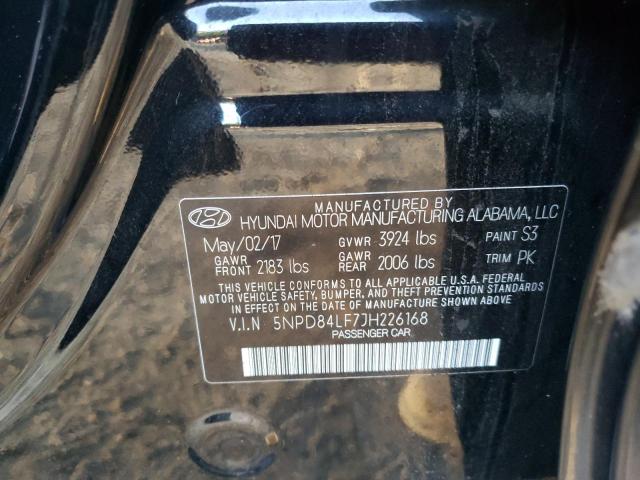 MANUFACTURED BY
HYUNDAI MOTOR MANUFACTURING ALABAMA, LLC
May/02/17 GVWR 3924 lbs PAINT S3
GAWR FRONT 2183 lbs GAWR REAR 2006 lbs TRIM PK
THIS VEHICLE CONFORMS TO ALL APPLICABLE U.S.A. FEDERAL
MOTOR VEHICLE SAFETY, BUMPER, AND THEFT PREVENTION STANDARDS
IN EFFECT ON THE DATE OF MANUFACTURE SHOWN ABOVE.
V.I.N 5NPD84LF7JH226168
PASSENGER CAR